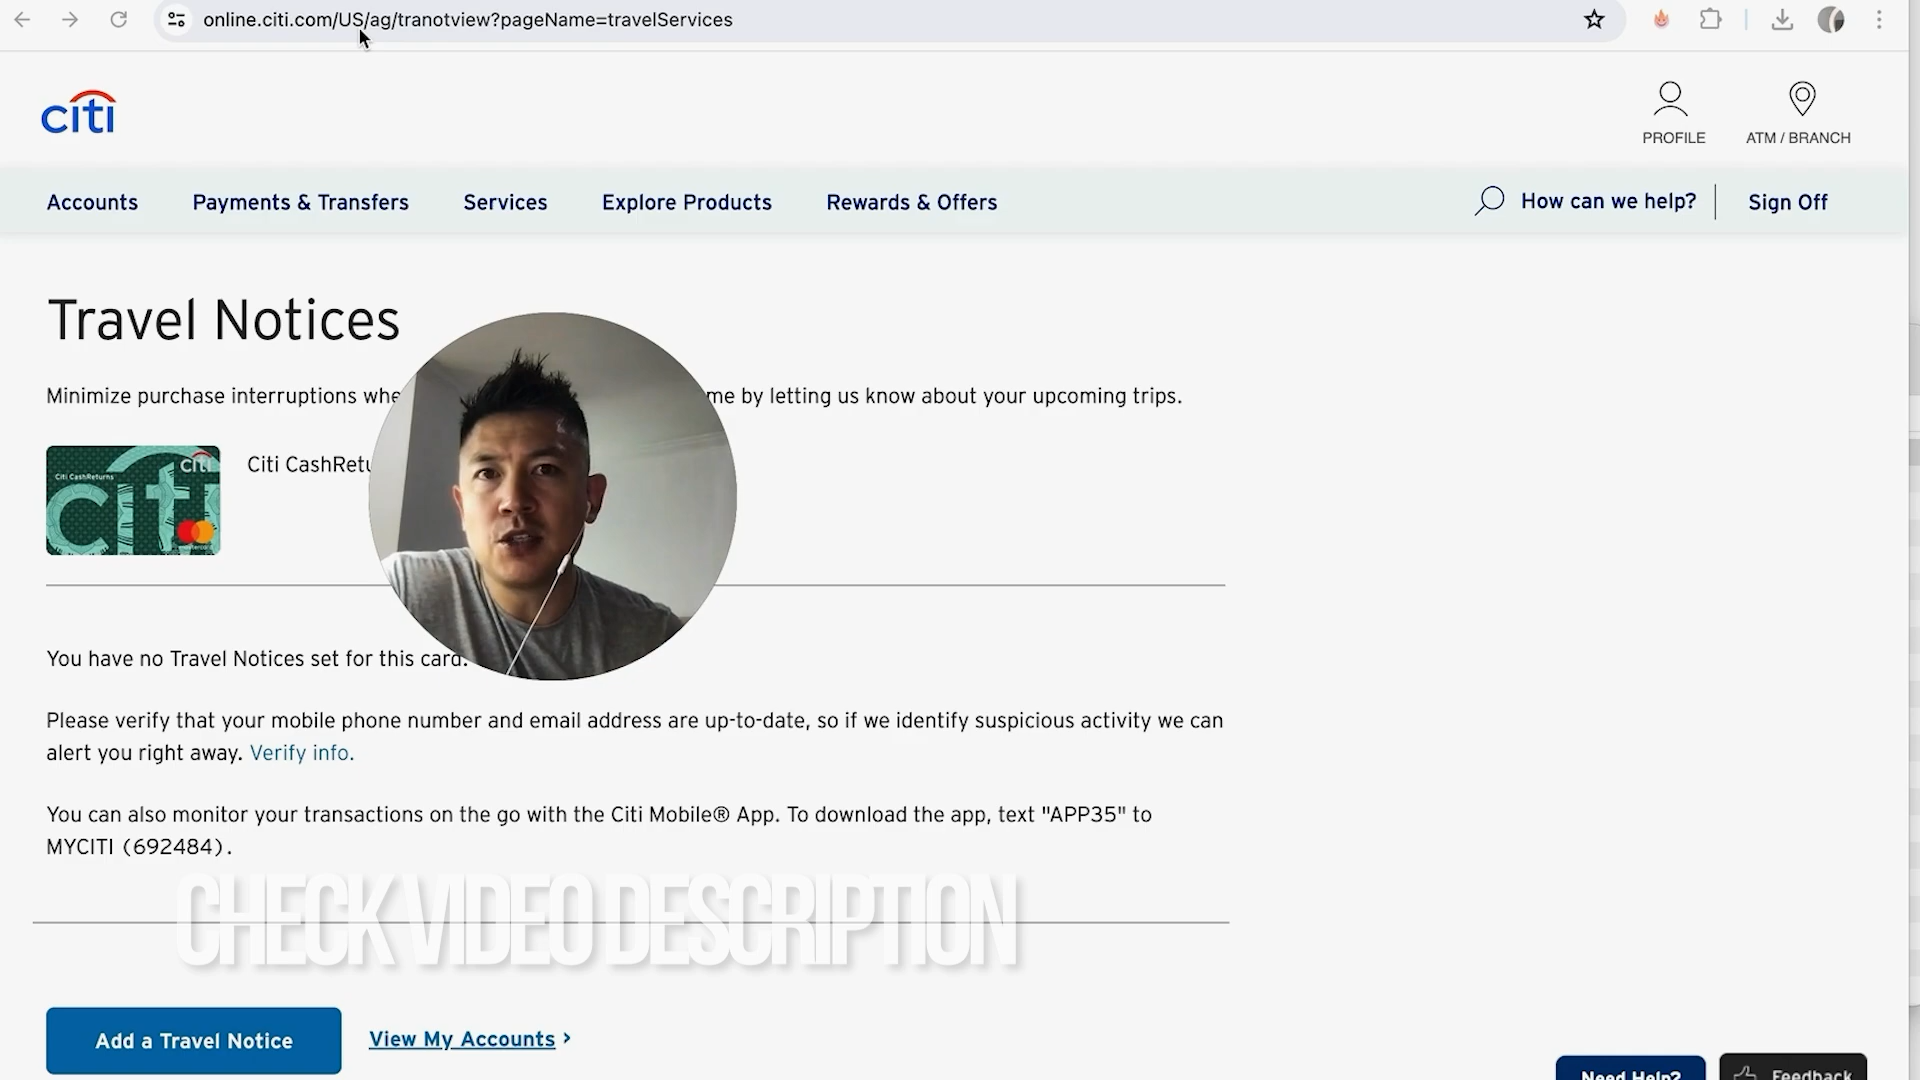 online.citi.com/US/ag/tranotview?pageName=travelServices
citi
PROFILE
ATM / BRANCH
Accounts
Payments & Transfers
Services
Explore Products
Rewards & Offers
How can we help?
Sign Off
Travel Notices
Minimize purchase interruptions whe me by letting us know about your upcoming trips.
Citi CashReturns
citi
citi
mastercard
Citi CashRetu
You have no Travel Notices set for this card.
Please verify that your mobile phone number and email address are up-to-date, so if we identify suspicious activity we can
alert you right away. Verify info.
You can also monitor your transactions on the go with the Citi Mobile® App. To download the app, text "APP35" to
MYCITI (692484).
CHECK VIDEO DESCRIPTION
Add a Travel Notice
View My Accounts >
Need Help?
Feedback